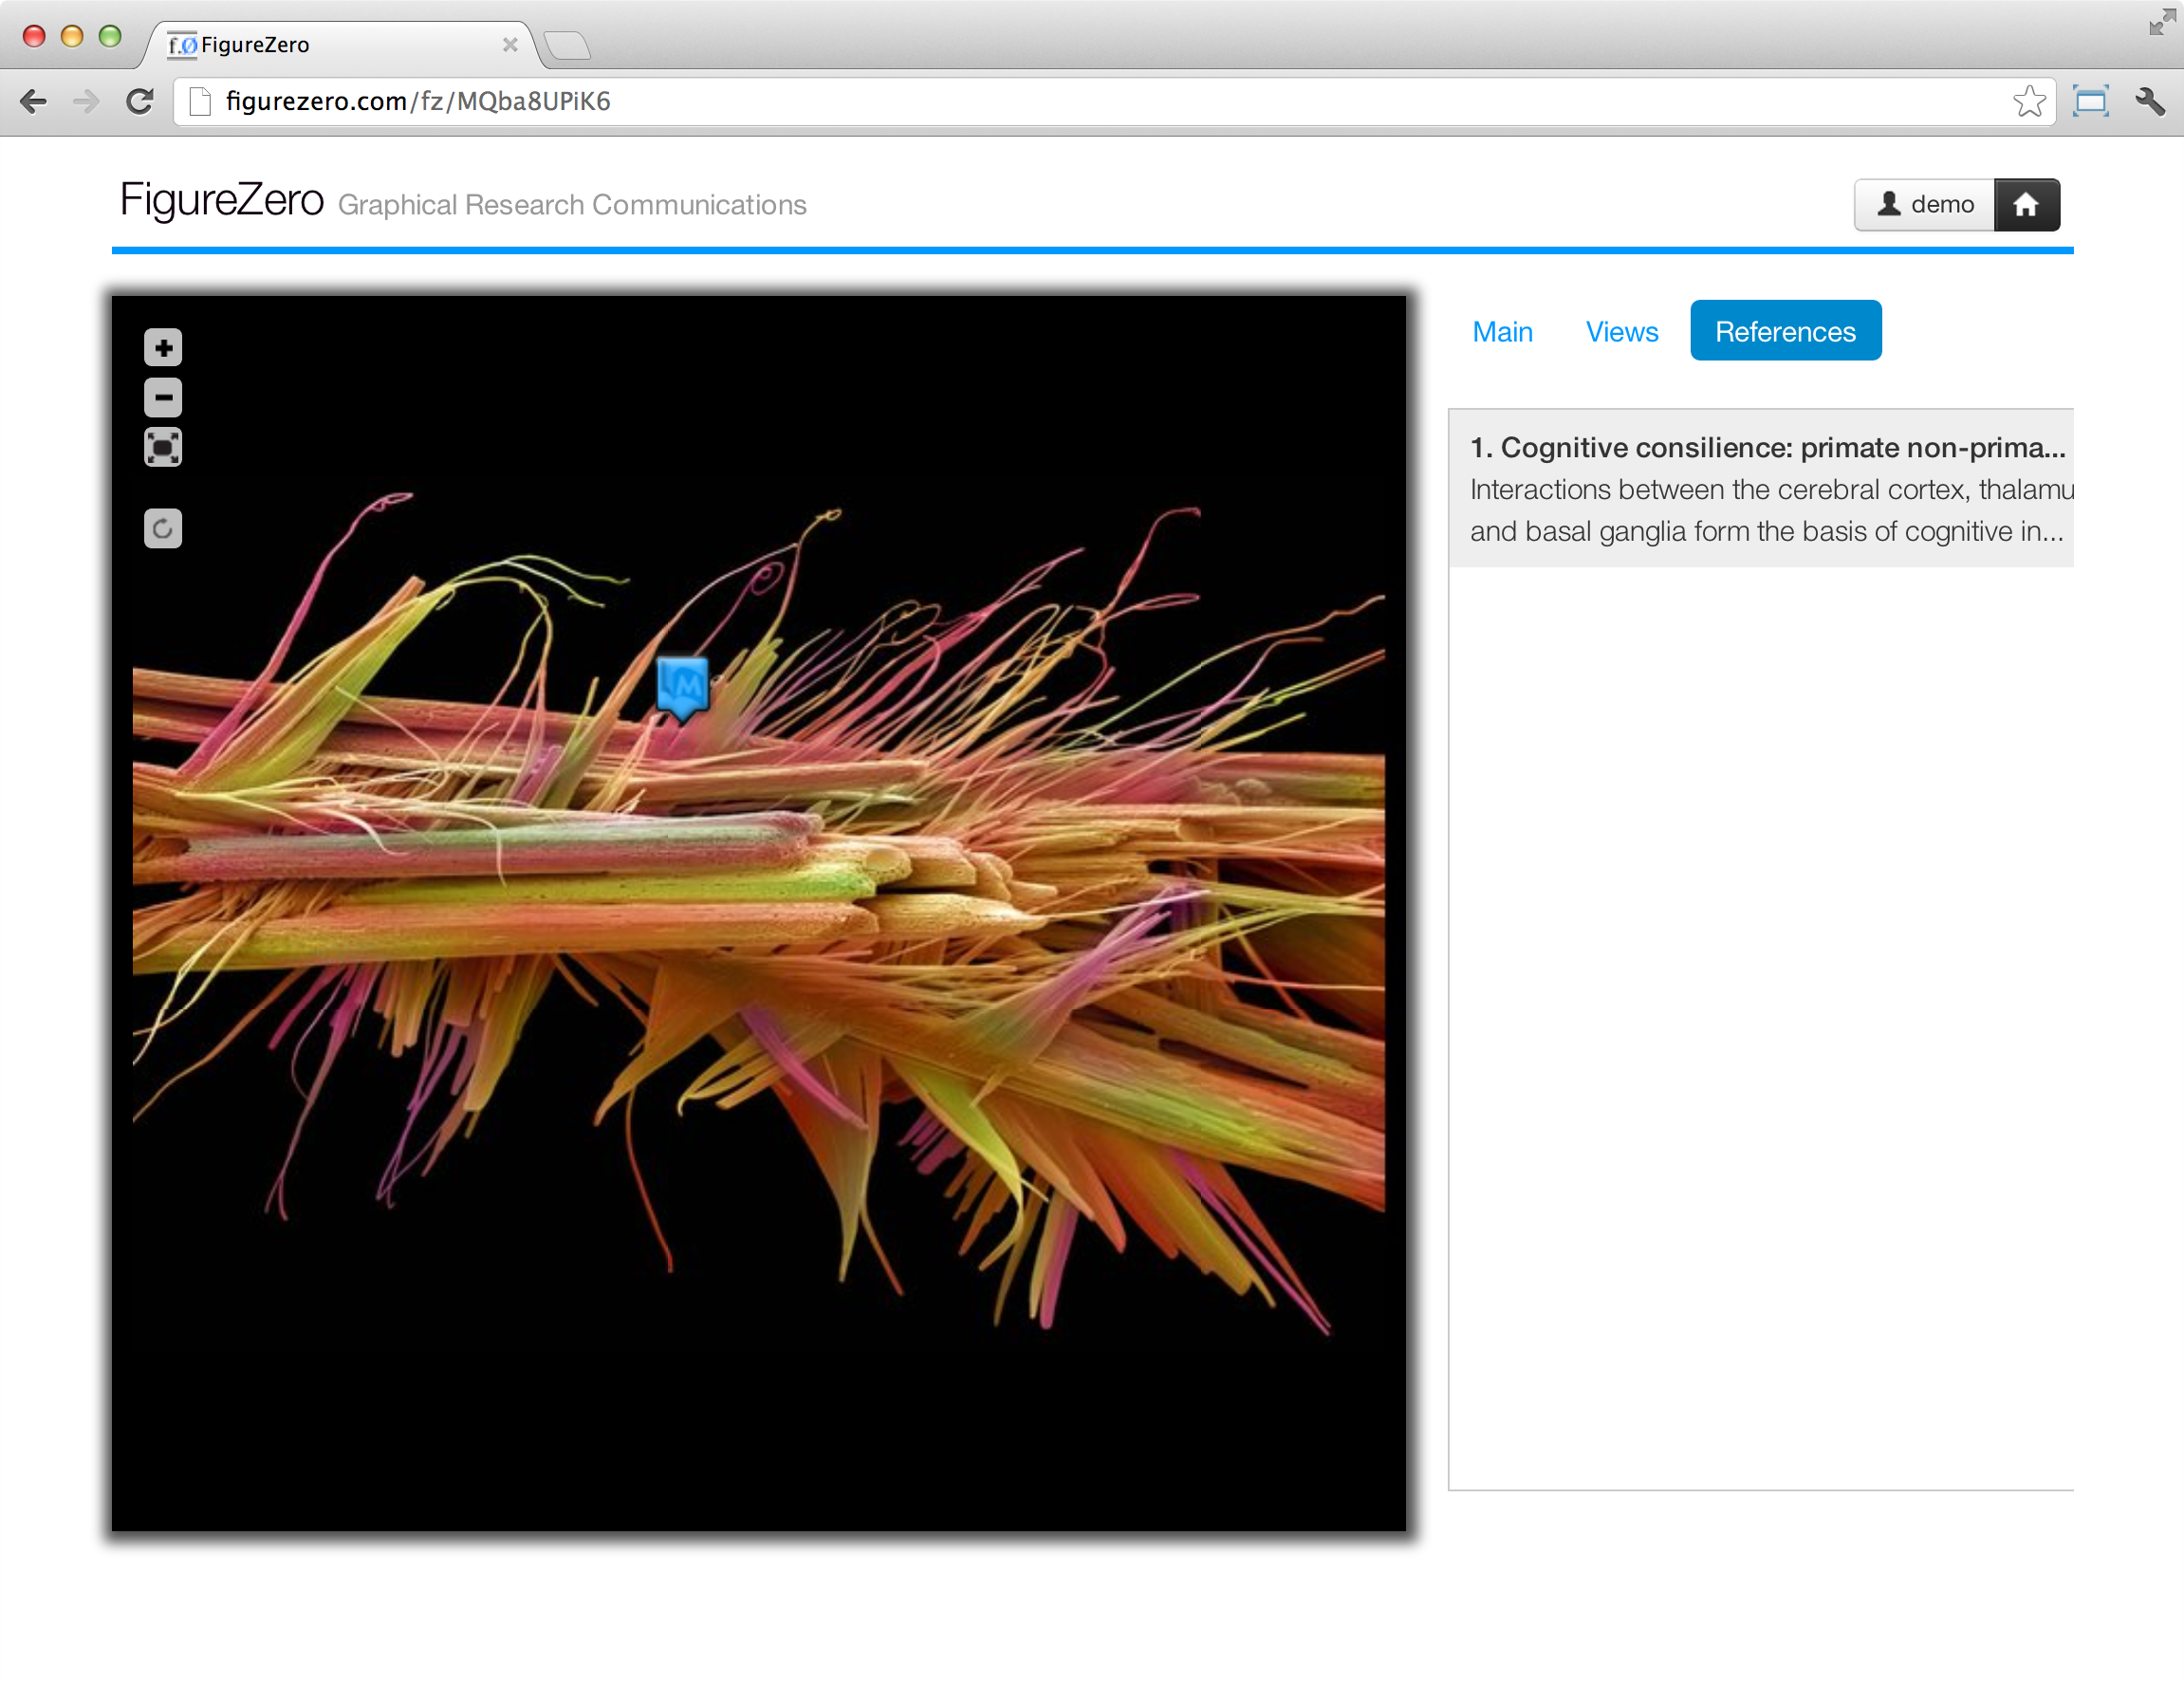 f.Ø FigureZero
figurezero.com/fz/MQba8UPiK6
FigureZero Graphical Research Communications
demo
Main Views References
1. Cognitive consilience: primate non-prima...
Interactions between the cerebral cortex, thalamu
and basal ganglia form the basis of cognitive in...
M